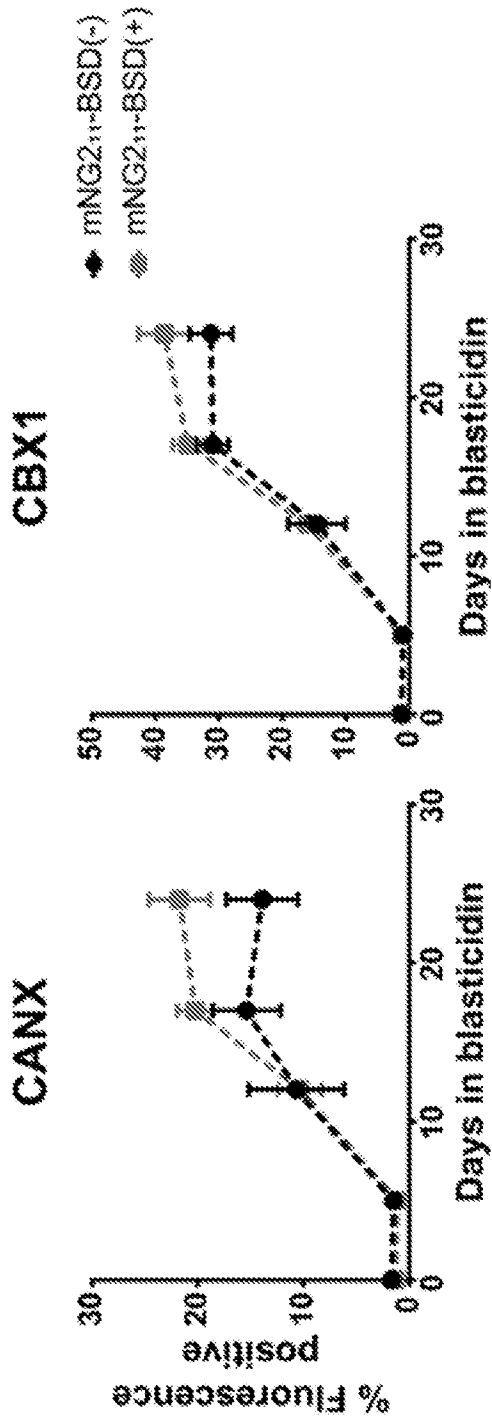 CANX
% Fluorescence
positive
30
20
10
0
0
10
20
30
Days in blasticidin
CBX1
50
40
30
20
10
0
0
10
20
30
Days in blasticidin
mNG2₁₁-BSD(-)
mNG2₁₁-BSD(+)